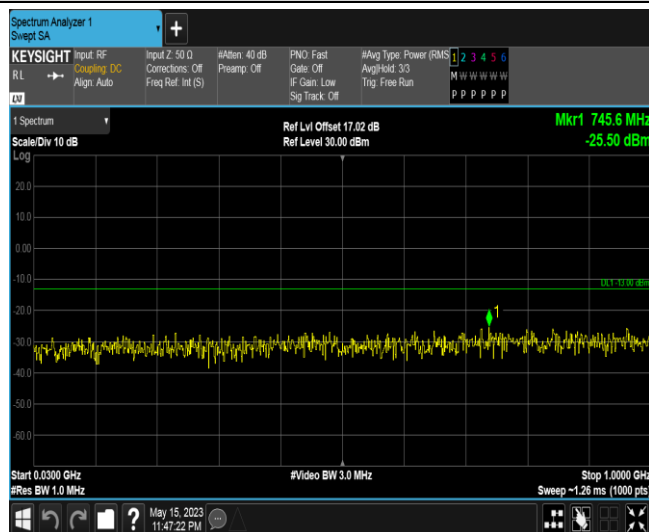 Spectrum Analyzer 1
Swept SA
+
KEYSIGHT Input: RF Input Z: 50 Ω #Atten: 40 dB PNO: Fast #Avg Type: Power (RMS 1 2 3 4 5 6
RL Coupling: DC Corrections: Off Preamp: Off Gate: Off Avg|Hold: 3/3 M W W W W W
Align: Auto Freq Ref: Int (S) IF Gain: Low Trig: Free Run
LXI Sig Track: Off P P P P P P
1 Spectrum Ref Lvl Offset 17.02 dB Mkr1 745.6 MHz
Scale/Div 10 dB Ref Level 30.00 dBm -25.50 dBm
Log
20.0
10.0
0.00
-10.0
DL1 -13.00 dBm
-20.0
1
-30.0
-40.0
-50.0
-60.0
Start 0.0300 GHz #Video BW 3.0 MHz Stop 1.0000 GHz
#Res BW 1.0 MHz Sweep ~1.26 ms (1000 pts)
? May 15, 2023
11:47:22 PM